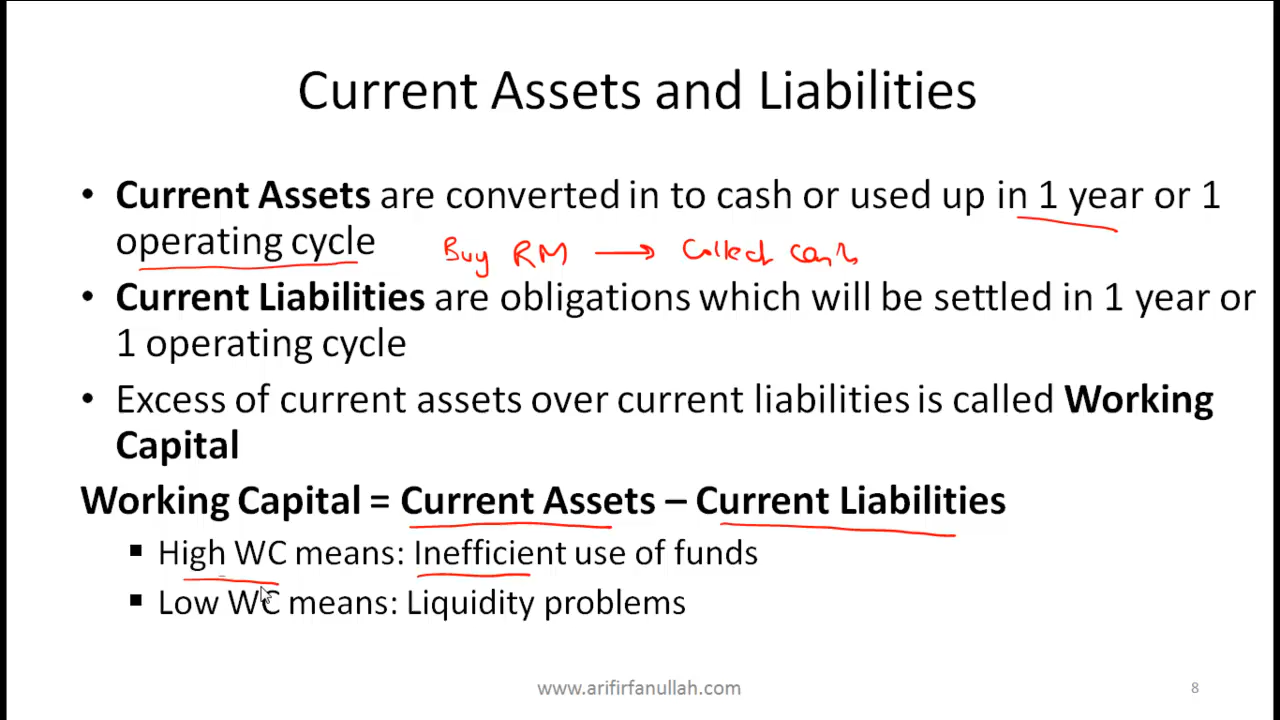 Current Assets and Liabilities
• Current Assets are converted in to cash or used up in 1 year or 1
operating cycle
Buy RM → Collect cash
• Current Liabilities are obligations which will be settled in 1 year or
1 operating cycle
• Excess of current assets over current liabilities is called Working
Capital
Working Capital = Current Assets – Current Liabilities
▪ High WC means: Inefficient use of funds
▪ Low WC means: Liquidity problems
www.arifirfanullah.com
8